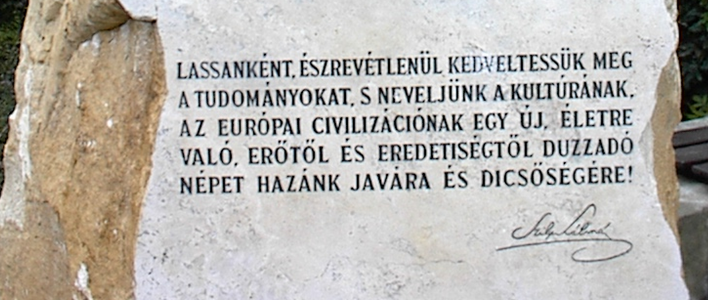 LASSANKÉNT, ÉSZREVÉTLENÜL KEDVELTESSÜK MEG
A TUDOMÁNYOKAT, S NEVELJÜNK A KULTÚRÁNAK,
AZ EURÓPAI CIVILIZÁCIÓNAK EGY ÚJ, ÉLETRE
VALÓ, ERŐTŐL ÉS EREDETISÉGTŐL DUZZADÓ
NÉPET HAZÁNK JAVÁRA ÉS DICSŐSÉGÉRE!